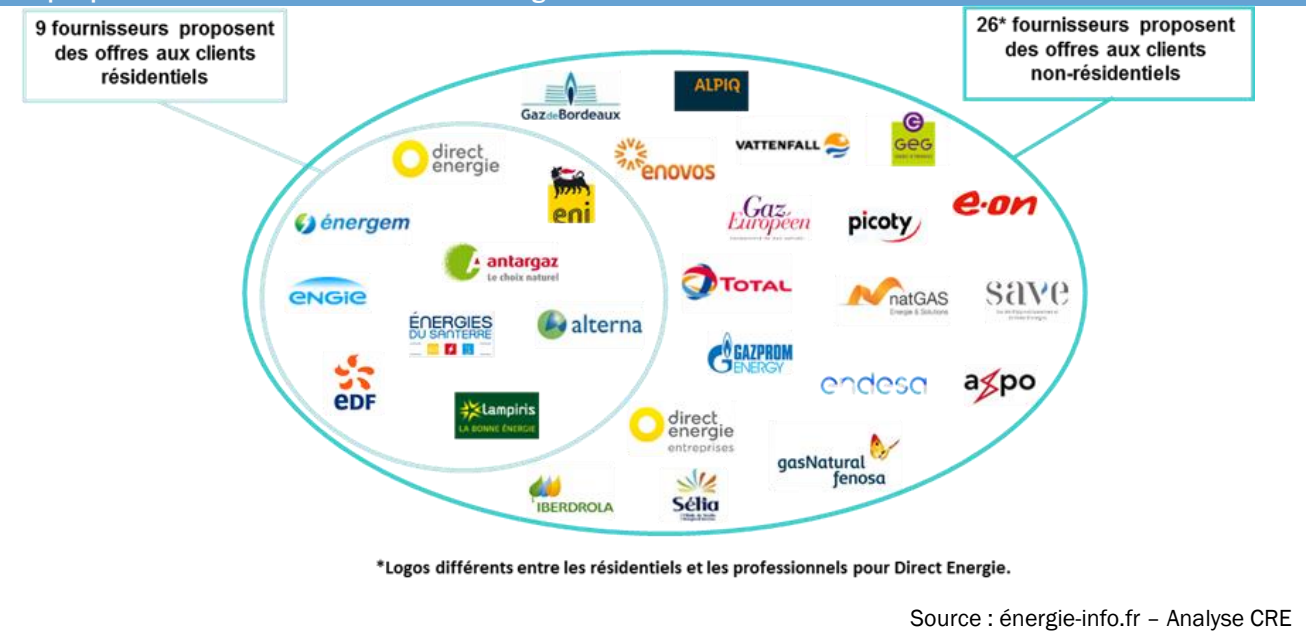 9 fournisseurs proposent
des offres aux clients
résidentiels
26* fournisseurs proposent
des offres aux clients
non-résidentiels
GazdeBordeaux
ALPIQ
direct
energie
enovos
VATTENFALL
GEG
eni
énergem
Gaz
Européen
picoty
e·on
antargaz
Le choix naturel
ENGIE
TOTAL
natGAS
Energie & Solutions
save
ÉNERGIES
DU SANTERRE
alterna
GAZPROM
ENERGY
eDF
endesa
axpo
Lampiris
LA BONNE ÉNERGIE
direct
energie
entreprises
gasNatural
fenosa
IBERDROLA
Sélia
*Logos différents entre les résidentiels et les professionnels pour Direct Energie.
Source : énergie-info.fr – Analyse CRE